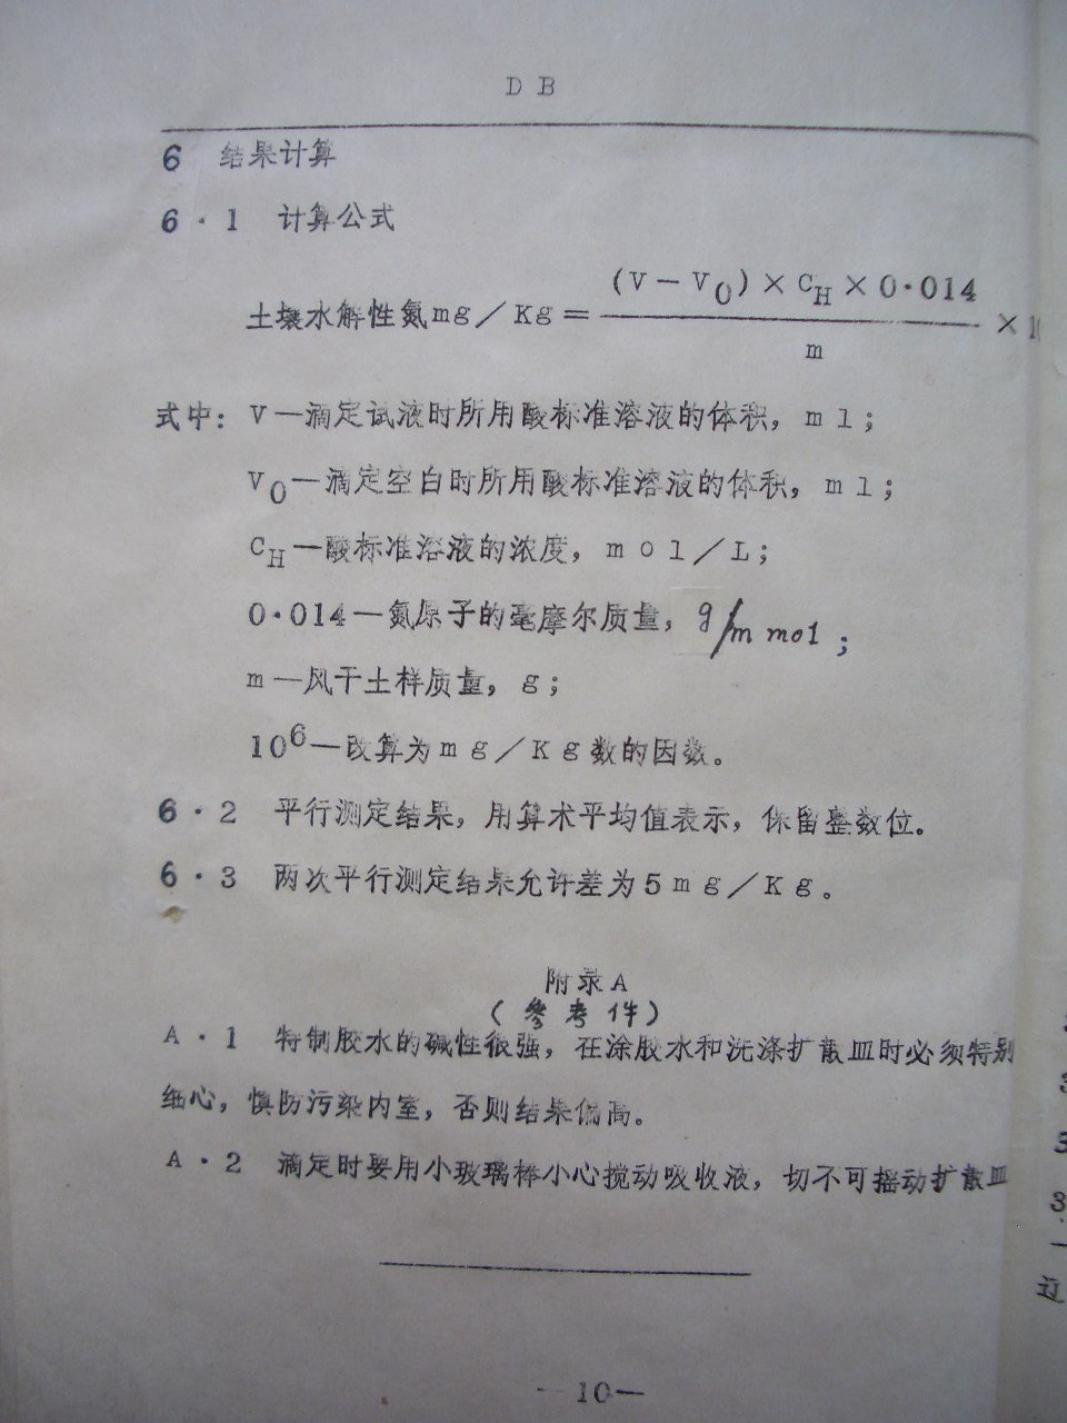 DB
6 结果计算
6·1 计算公式
土壤水解性氮mg/Kg=
(V-V0)×CH×0·014
m
×1
式中:V—滴定试液时所用酸标准溶液的体积,ml;
V0—滴定空白时所用酸标准溶液的体积,ml;
CH—酸标准溶液的浓度,mol/L;
0·014—氮原子的毫摩尔质量,g/mmol;
m—风干土样质量,g;
10⁶—改算为mg/Kg数的因数。
6·2 平行测定结果,用算术平均值表示,保留整数位。
6·3 两次平行测定结果允许差为5mg/Kg。
附录A
(参考件)
A·1 特制胶水的碱性很强,在涂胶水和洗涤扩散皿时必须特别
细心,慎防污染内室,否则结果偏高。
A·2 滴定时要用小玻璃棒小心搅动吸收液,切不可摇动扩散皿
—10—